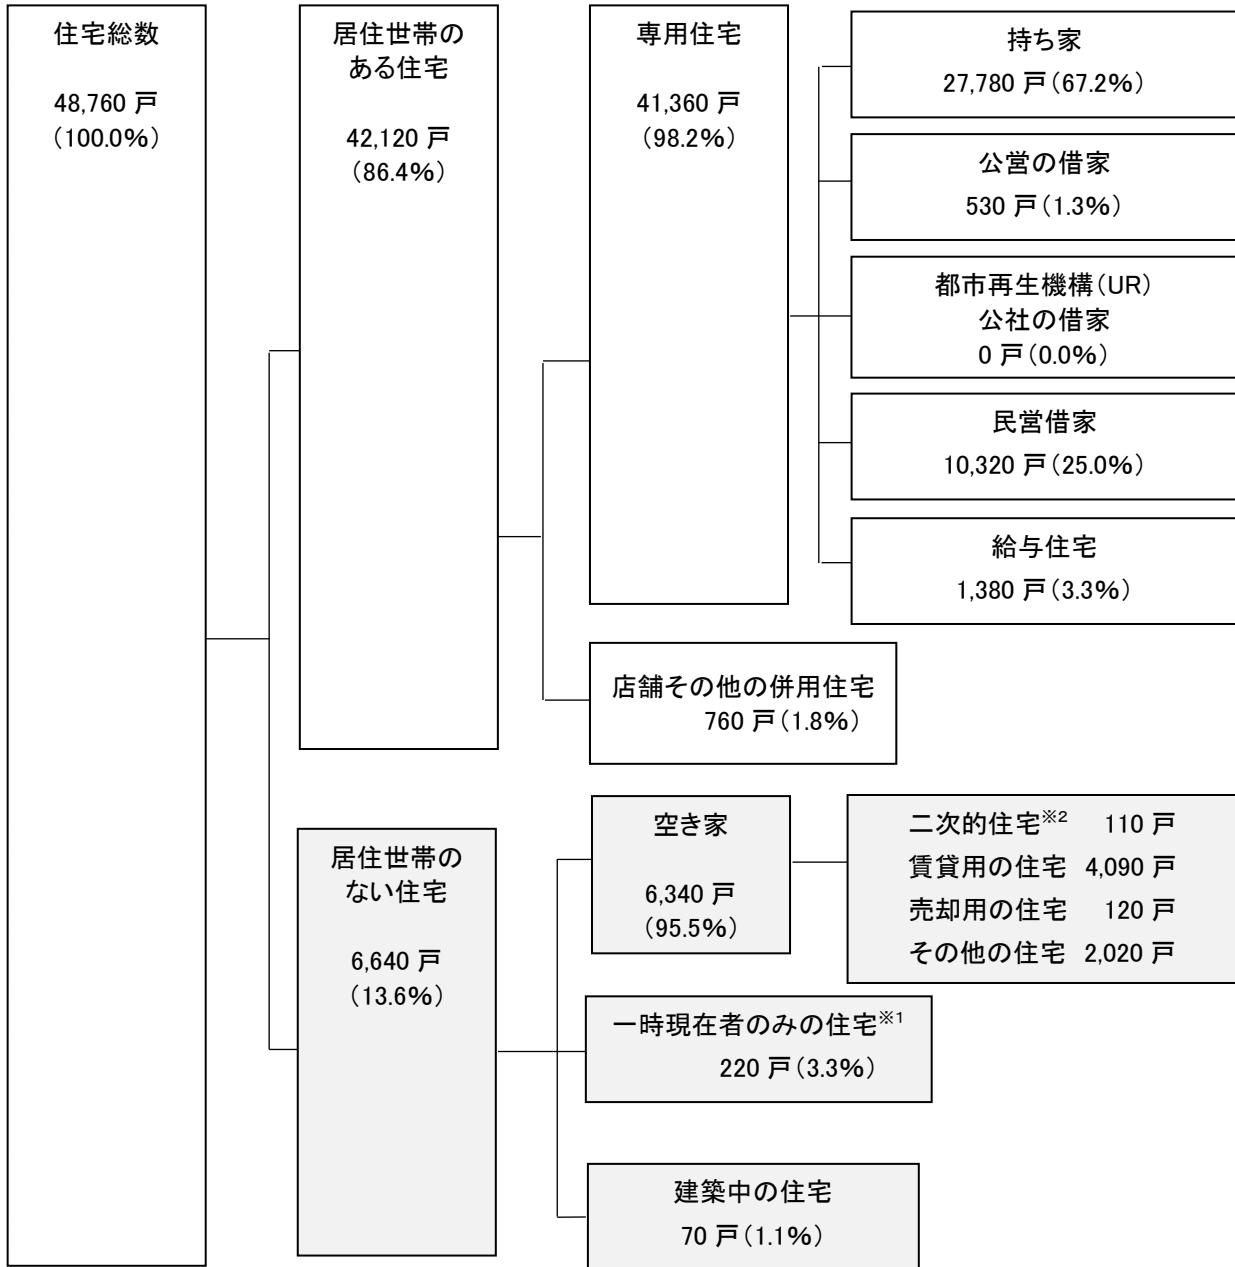 住宅総数
48,760 戸
（100.0%）
居住世帯の
ある住宅
42,120 戸
（86.4%）
専用住宅
41,360 戸
（98.2%）
持ち家
27,780 戸（67.2%）
公営の借家
530 戸（1.3%）
都市再生機構（UR）
公社の借家
0 戸（0.0%）
民営借家
10,320 戸（25.0%）
給与住宅
1,380 戸（3.3%）
店舗その他の併用住宅
760 戸（1.8%）
居住世帯の
ない住宅
6,640 戸
（13.6%）
空き家
6,340 戸
（95.5%）
二次的住宅※2 110 戸
賃貸用の住宅 4,090 戸
売却用の住宅 120 戸
その他の住宅 2,020 戸
一時現在者のみの住宅※1
220 戸（3.3%）
建築中の住宅
70 戸（1.1%）